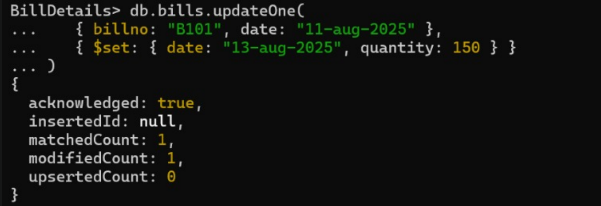 BillDetails> db.bills.updateOne(
...     { billno: "B101", date: "11-aug-2025" },
...     { $set: { date: "13-aug-2025", quantity: 150 } }
... )
{
  acknowledged: true,
  insertedId: null,
  matchedCount: 1,
  modifiedCount: 1,
  upsertedCount: 0
}